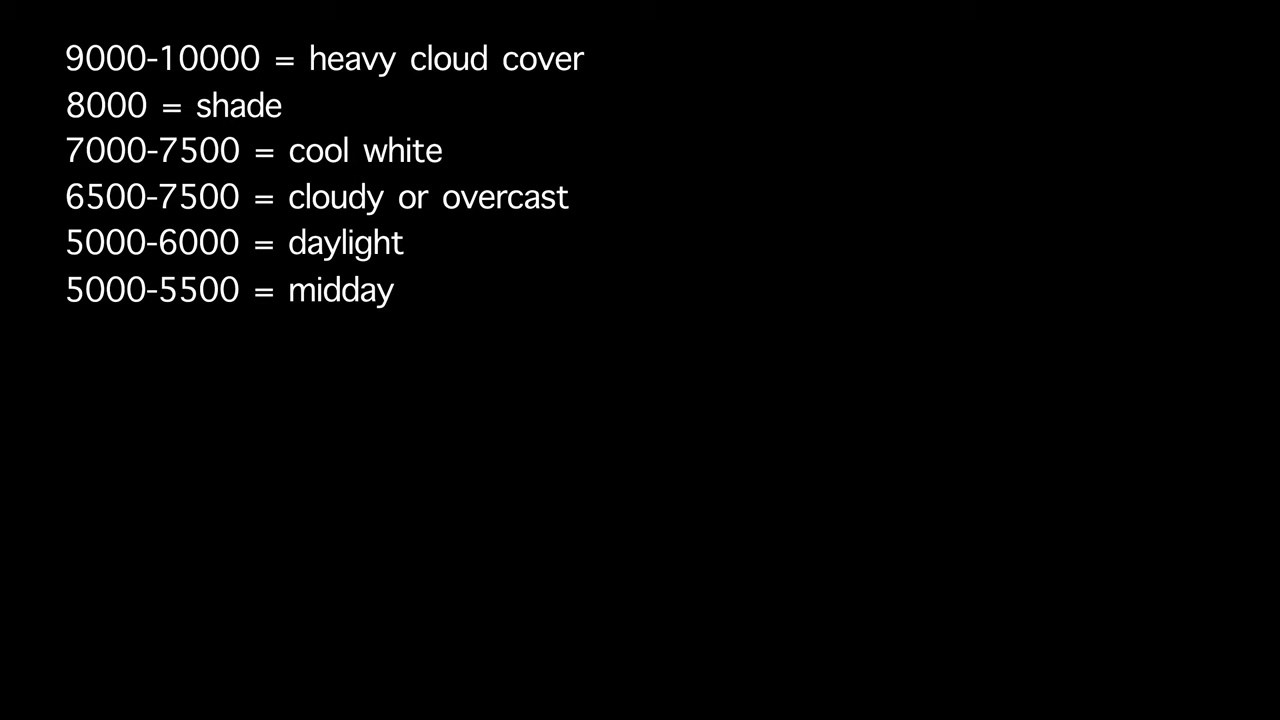 9000-10000 = heavy cloud cover
8000 = shade
7000-7500 = cool white
6500-7500 = cloudy or overcast
5000-6000 = daylight
5000-5500 = midday